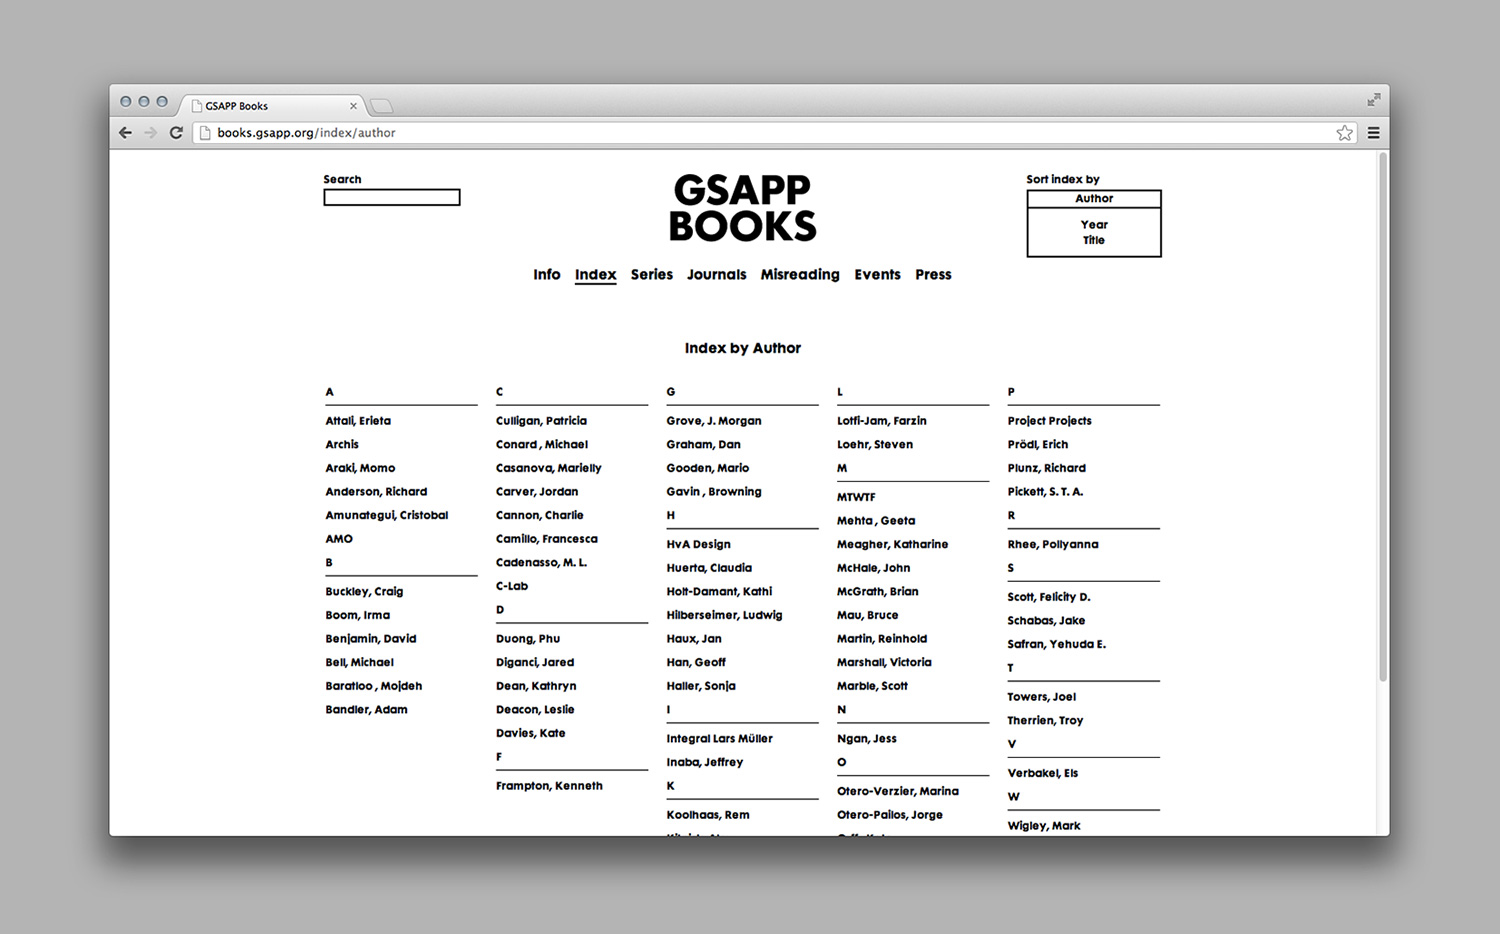 GSAPP Books
books.gsapp.org/index/author
Search
GSAPP
BOOKS
Sort index by
Author
Year
Title
Info Index Series Journals Misreading Events Press
Index by Author
A
Attali, Erieta
Archis
Araki, Momo
Anderson, Richard
Amunategui, Cristobal
AMO
B
Buckley, Craig
Boom, Irma
Benjamin, David
Bell, Michael
Baratloo , Mojdeh
Bandler, Adam
C
Culligan, Patricia
Conard , Michael
Casanova, Marielly
Carver, Jordan
Cannon, Charlie
Camillo, Francesca
Cadenasso, M. L.
C-Lab
D
Duong, Phu
Diganci, Jared
Dean, Kathryn
Deacon, Leslie
Davies, Kate
F
Frampton, Kenneth
G
Grove, J. Morgan
Graham, Dan
Gooden, Mario
Gavin , Browning
H
HvA Design
Huerta, Claudia
Holt-Damant, Kathi
Hilberseimer, Ludwig
Haux, Jan
Han, Geoff
Haller, Sonja
I
Integral Lars Müller
Inaba, Jeffrey
K
Koolhaas, Rem
L
Lotfi-Jam, Farzin
Loehr, Steven
M
MTWTF
Mehta , Geeta
Meagher, Katharine
McHale, John
McGrath, Brian
Mau, Bruce
Martin, Reinhold
Marshall, Victoria
Marble, Scott
N
Ngan, Jess
O
Otero-Verzier, Marina
Otero-Pailos, Jorge
P
Project Projects
Prödl, Erich
Plunz, Richard
Pickett, S. T. A.
R
Rhee, Pollyanna
S
Scott, Felicity D.
Schabas, Jake
Safran, Yehuda E.
T
Towers, Joel
Therrien, Troy
V
Verbakel, Els
W
Wigley, Mark